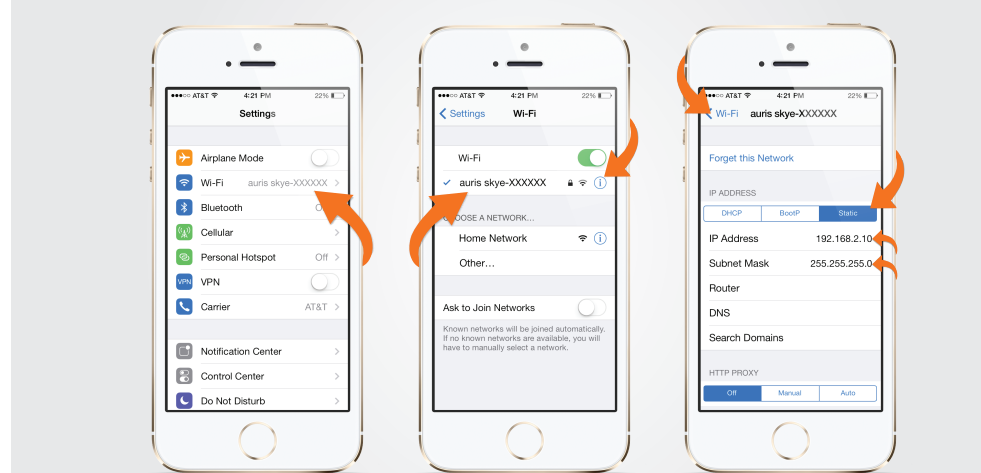 AT&T 4:21 PM 22%
Settings
Airplane Mode
Wi-Fi auris skye-XXXXXX
Bluetooth
Cellular
Personal Hotspot Off
VPN VPN
Carrier AT&T
Notification Center
Control Center
Do Not Disturb
AT&T 4:21 PM 22%
Settings Wi-Fi
Wi-Fi
auris skye-XXXXXX
CHOOSE A NETWORK...
Home Network
Other...
Ask to Join Networks
Known networks will be joined automatically.
If no known networks are available, you will
have to manually select a network.
AT&T 4:21 PM 22%
Wi-Fi auris skye-XXXXXX
Forget this Network
IP ADDRESS
DHCP BootP Static
IP Address 192.168.2.10
Subnet Mask 255.255.255.0
Router
DNS
Search Domains
HTTP PROXY
Off Manual Auto